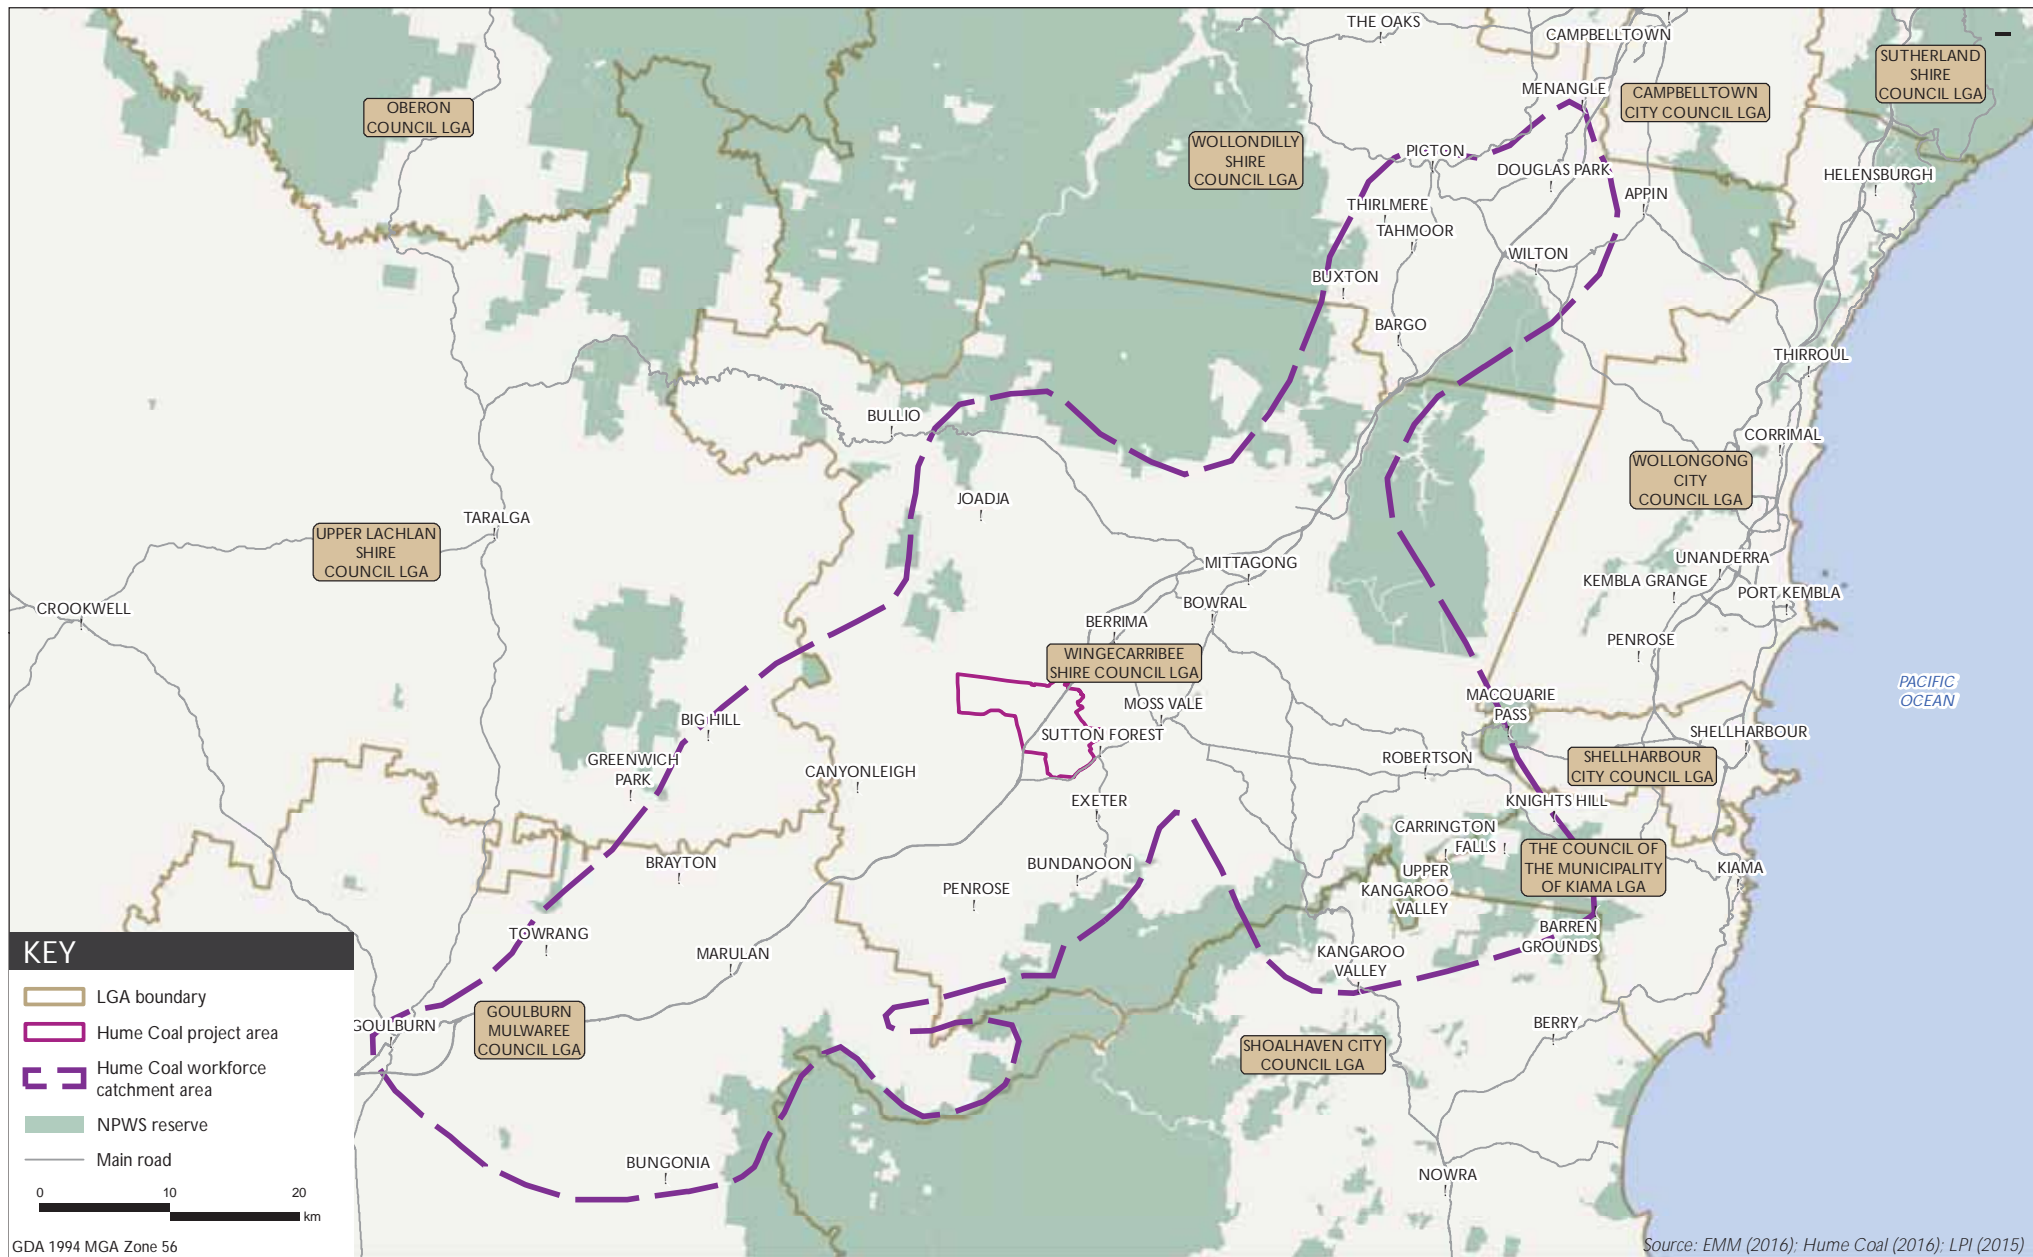 THE OAKS
CAMPBELLTOWN
SUTHERLAND
SHIRE
COUNCIL LGA
OBERON
COUNCIL LGA
MENANGLE
CAMPBELLTOWN
CITY COUNCIL LGA
WOLLONDILLY
SHIRE
COUNCIL LGA
PICTON
DOUGLAS PARK
HELENSBURGH
APPIN
THIRLMERE
TAHMOOR
WILTON
BUXTON
BARGO
THIRROUL
BULLIO
CORRIMAL
WOLLONGONG
CITY
COUNCIL LGA
JOADJA
TARALGA
UPPER LACHLAN
SHIRE
COUNCIL LGA
MITTAGONG
UNANDERRA
KEMBLA GRANGE
PORT KEMBLA
CROOKWELL
BOWRAL
BERRIMA
PENROSE
WINGECARRIBEE
SHIRE COUNCIL LGA
PACIFIC
OCEAN
MACQUARIE
PASS
MOSS VALE
BIG HILL
SUTTON FOREST
SHELLHARBOUR
GREENWICH
PARK
CANYONLEIGH
ROBERTSON
SHELLHARBOUR
CITY COUNCIL LGA
EXETER
KNIGHTS HILL
CARRINGTON
FALLS
BRAYTON
BUNDANOON
THE COUNCIL OF
THE MUNICIPALITY
OF KIAMA LGA
KIAMA
UPPER
KANGAROO
VALLEY
PENROSE
TOWRANG
BARREN
GROUNDS
MARULAN
KANGAROO
VALLEY
GOULBURN
GOULBURN
MULWAREE
COUNCIL LGA
BERRY
SHOALHAVEN CITY
COUNCIL LGA
BUNGONIA
NOWRA
KEY
LGA boundary
Hume Coal project area
Hume Coal workforce
catchment area
NPWS reserve
Main road
0 10 20
km
GDA 1994 MGA Zone 56
Source: EMM (2016); Hume Coal (2016); LPI (2015)